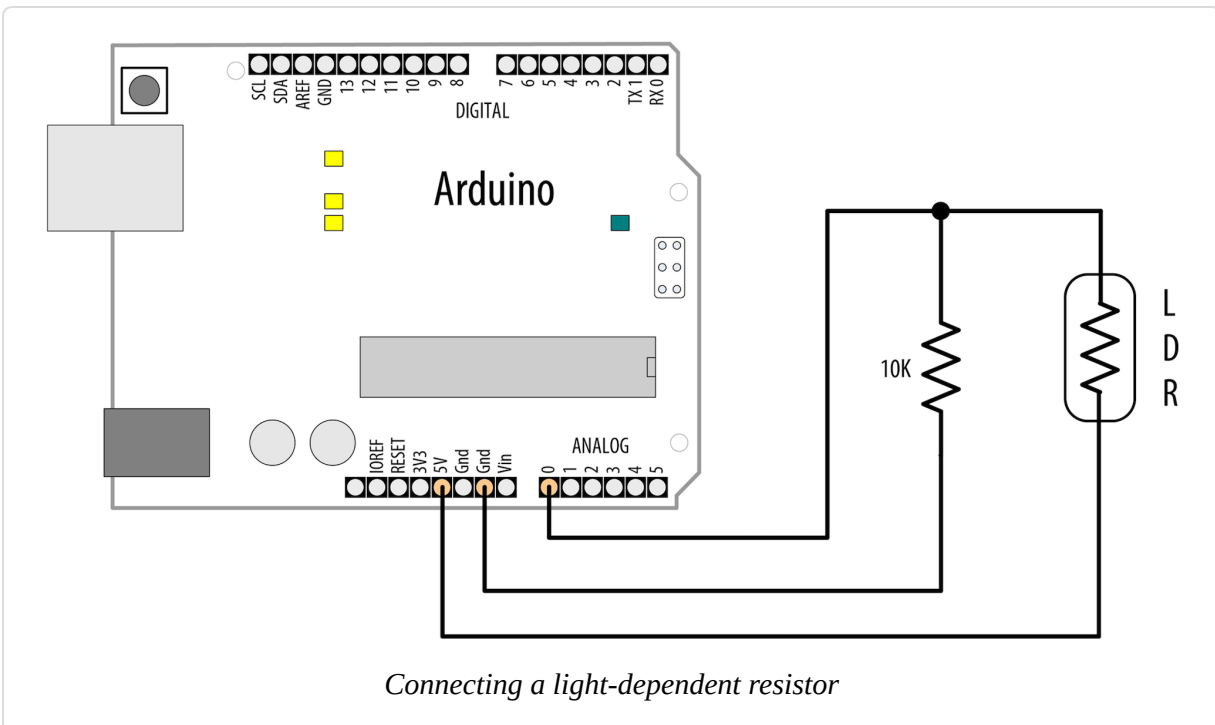 SCL
SDA
AREF
GND
13
12
11
10
9
8
7
6
5
4
3
2
TX 1
RX 0
DIGITAL
Arduino
L
D
R
10K
ANALOG
IOREF
RESET
3V3
5V
Gnd
Gnd
Vin
0
1
2
3
4
5
Connecting a light-dependent resistor